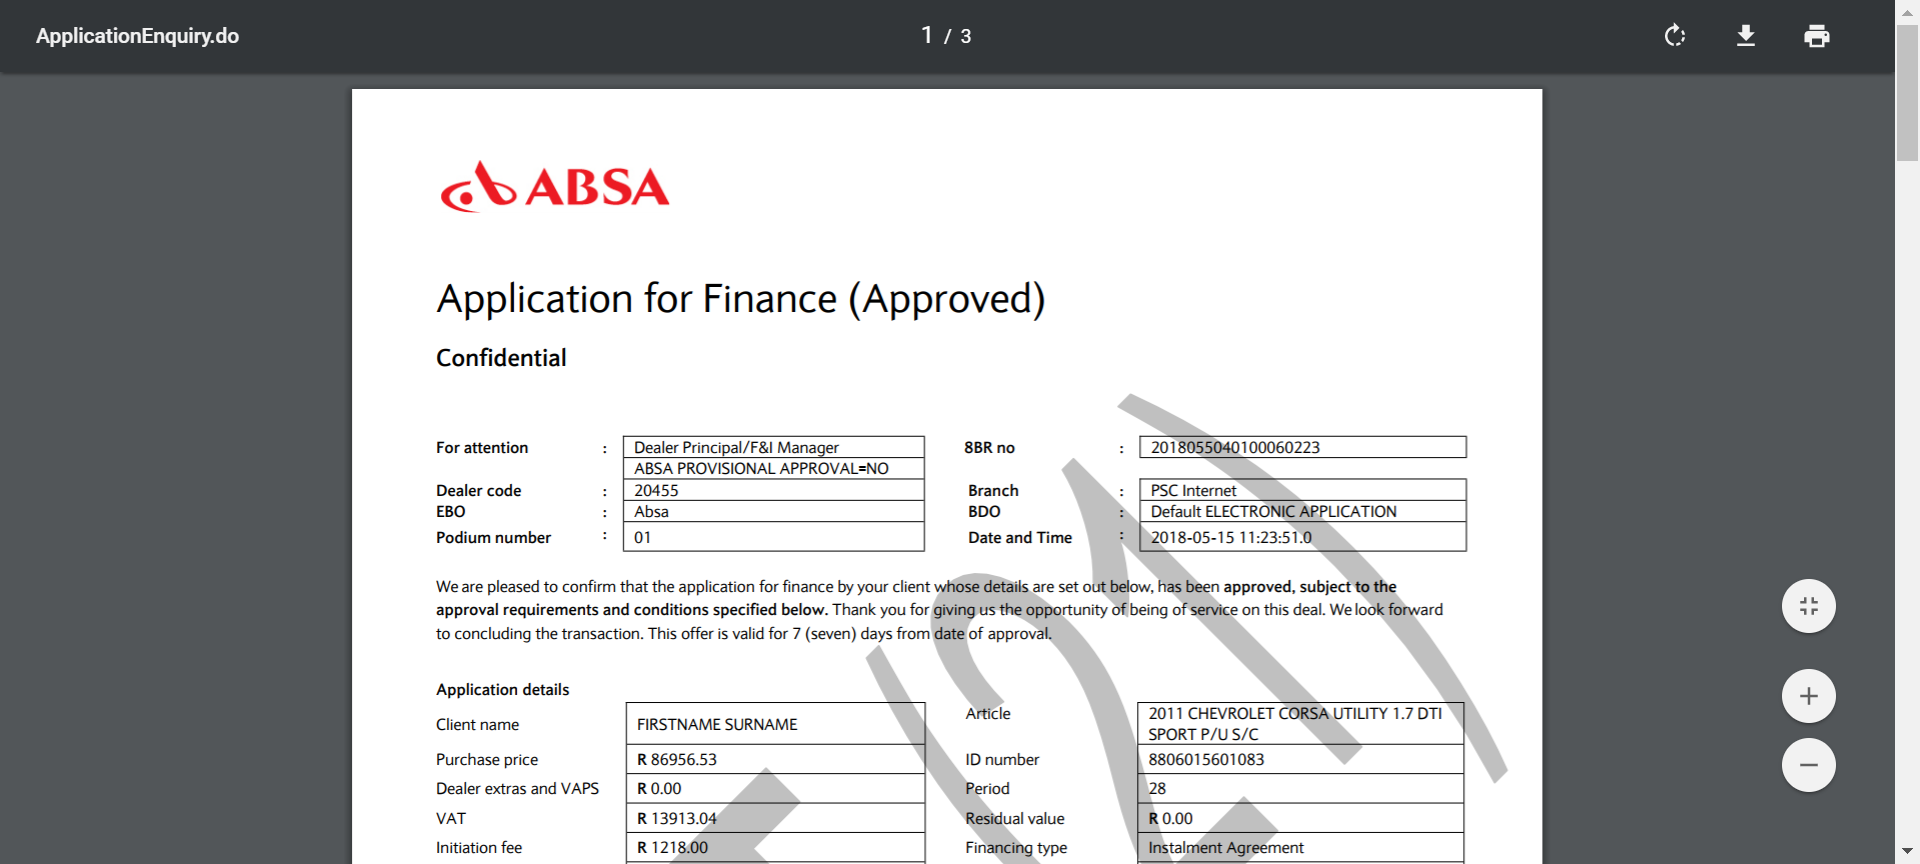 ApplicationEnquiry.do
1 / 3
ABSA
Application for Finance (Approved)
Confidential
For attention : Dealer Principal/F&I Manager 8BR no : 2018055040100060223
ABSA PROVISIONAL APPROVAL=NO
Dealer code : 20455 Branch : PSC Internet
EBO : Absa BDO : Default ELECTRONIC APPLICATION
Podium number : 01 Date and Time : 2018-05-15 11:23:51.0
We are pleased to confirm that the application for finance by your client whose details are set out below, has been approved, subject to the
approval requirements and conditions specified below. Thank you for giving us the opportunity of being of service on this deal. We look forward
to concluding the transaction. This offer is valid for 7 (seven) days from date of approval.
Application details
Client name FIRSTNAME SURNAME Article 2011 CHEVROLET CORSA UTILITY 1.7 DTI
SPORT P/U S/C
Purchase price R 86956.53 ID number 8806015601083
Dealer extras and VAPS R 0.00 Period 28
VAT R 13913.04 Residual value R 0.00
Initiation fee R 1218.00 Financing type Instalment Agreement
(21)